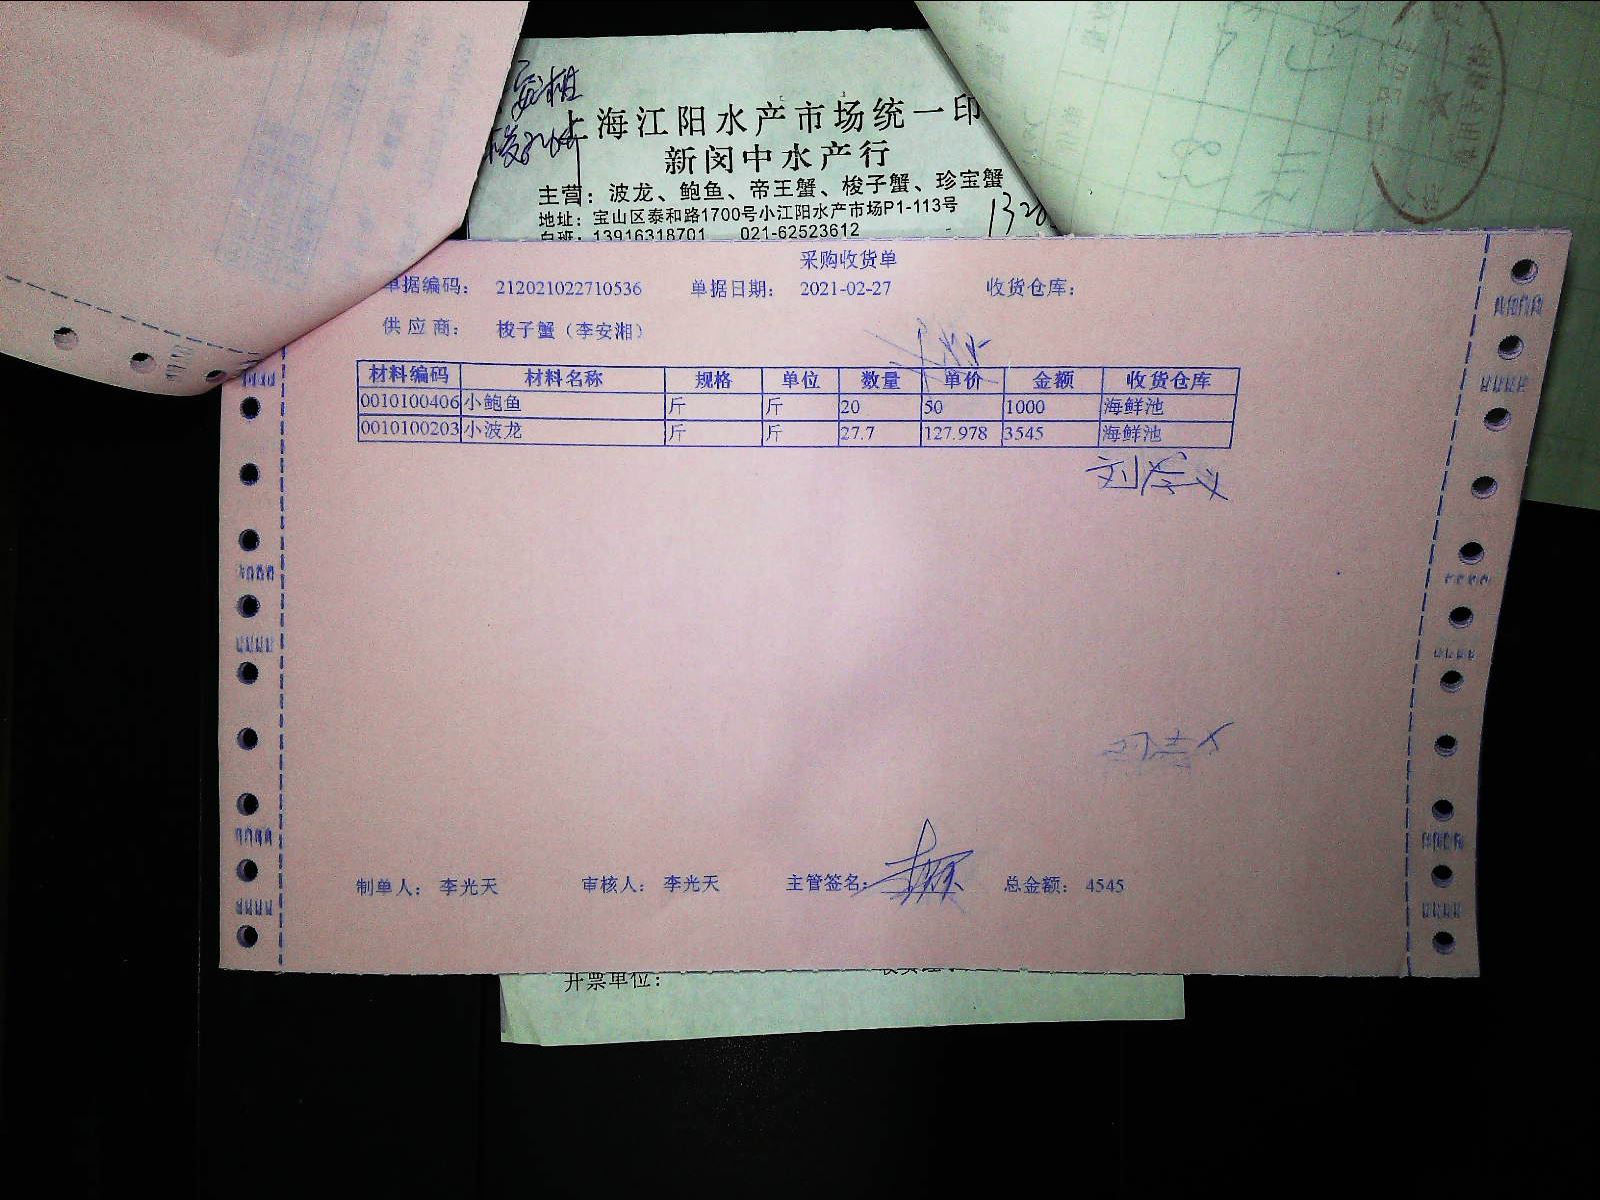 安湘
上海江阳水产市场统一印
新闵中水产行
主营：波龙、鲍鱼、帝王蟹、梭子蟹、珍宝蟹
地址：宝山区泰和路1700号小江阳水产市场P1-113号
白班：13916318701 021-62523612
采购收货单
单据编码： 212021022710536 单据日期： 2021-02-27 收货仓库：
供应商： 梭子蟹（李安湘）
材料编码 材料名称 规格 单位 数量 单价 金额 收货仓库
0010100406 小鲍鱼 斤 斤 20 50 1000 海鲜池
0010100203 小波龙 斤 斤 27.7 127.978 3545 海鲜池
制单人： 李光天 审核人： 李光天 主管签名： 总金额： 4545
开票单位：